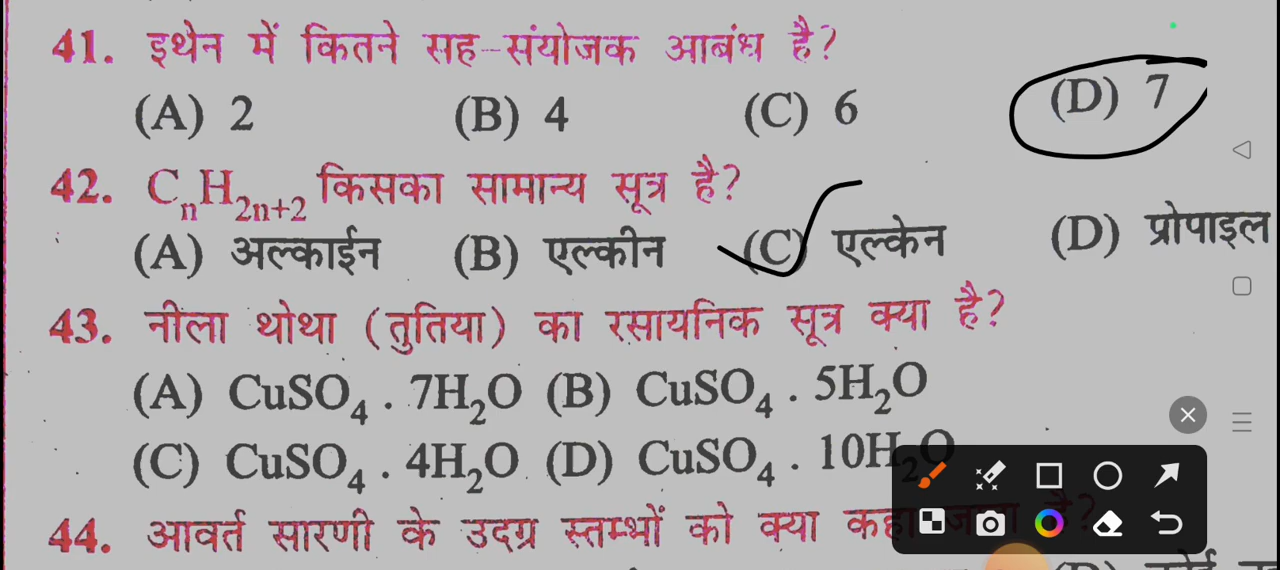 41. इथेन में कितने सह-संयोजक आबंध है?
(A) 2 (B) 4 (C) 6 (D) 7
42. CₙH₂ₙ₊₂ किसका सामान्य सूत्र है?
(A) अल्काईन (B) एल्कीन (C) एल्केन (D) प्रोपाइल
43. नीला थोथा (तुतिया) का रसायनिक सूत्र क्या है?
(A) CuSO₄ . 7H₂O (B) CuSO₄ . 5H₂O
(C) CuSO₄ . 4H₂O (D) CuSO₄ . 10H₂O
44. आवर्त सारणी के उदग्र स्तम्भों को क्या कहा जाता है?